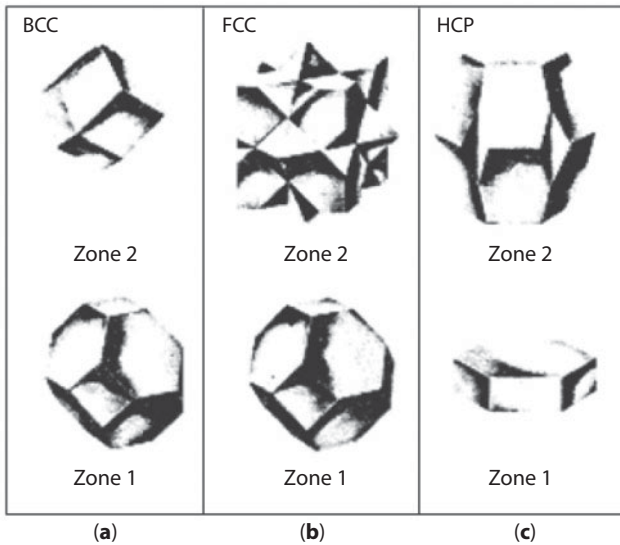 BCC
FCC
HCP
Zone 2
Zone 2
Zone 2
Zone 1
Zone 1
Zone 1
(a)
(b)
(c)